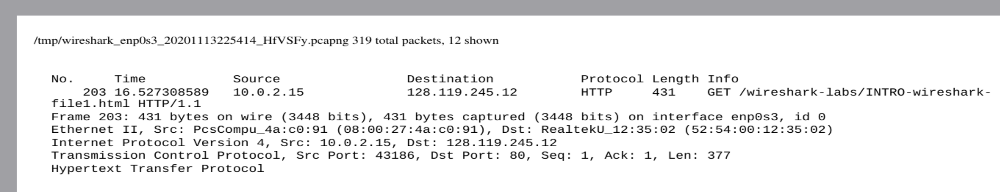 /tmp/wireshark_enp0s3_20201113225414_HfVSFy.pcapng 319 total packets, 12 shown
No. Time Source Destination Protocol Length Info
203 16.527308589 10.0.2.15 128.119.245.12 HTTP 431 GET /wireshark-labs/INTRO-wireshark-
file1.html HTTP/1.1
Frame 203: 431 bytes on wire (3448 bits), 431 bytes captured (3448 bits) on interface enp0s3, id 0
Ethernet II, Src: PcsCompu_4a:c0:91 (08:00:27:4a:c0:91), Dst: RealtekU_12:35:02 (52:54:00:12:35:02)
Internet Protocol Version 4, Src: 10.0.2.15, Dst: 128.119.245.12
Transmission Control Protocol, Src Port: 43186, Dst Port: 80, Seq: 1, Ack: 1, Len: 377
Hypertext Transfer Protocol